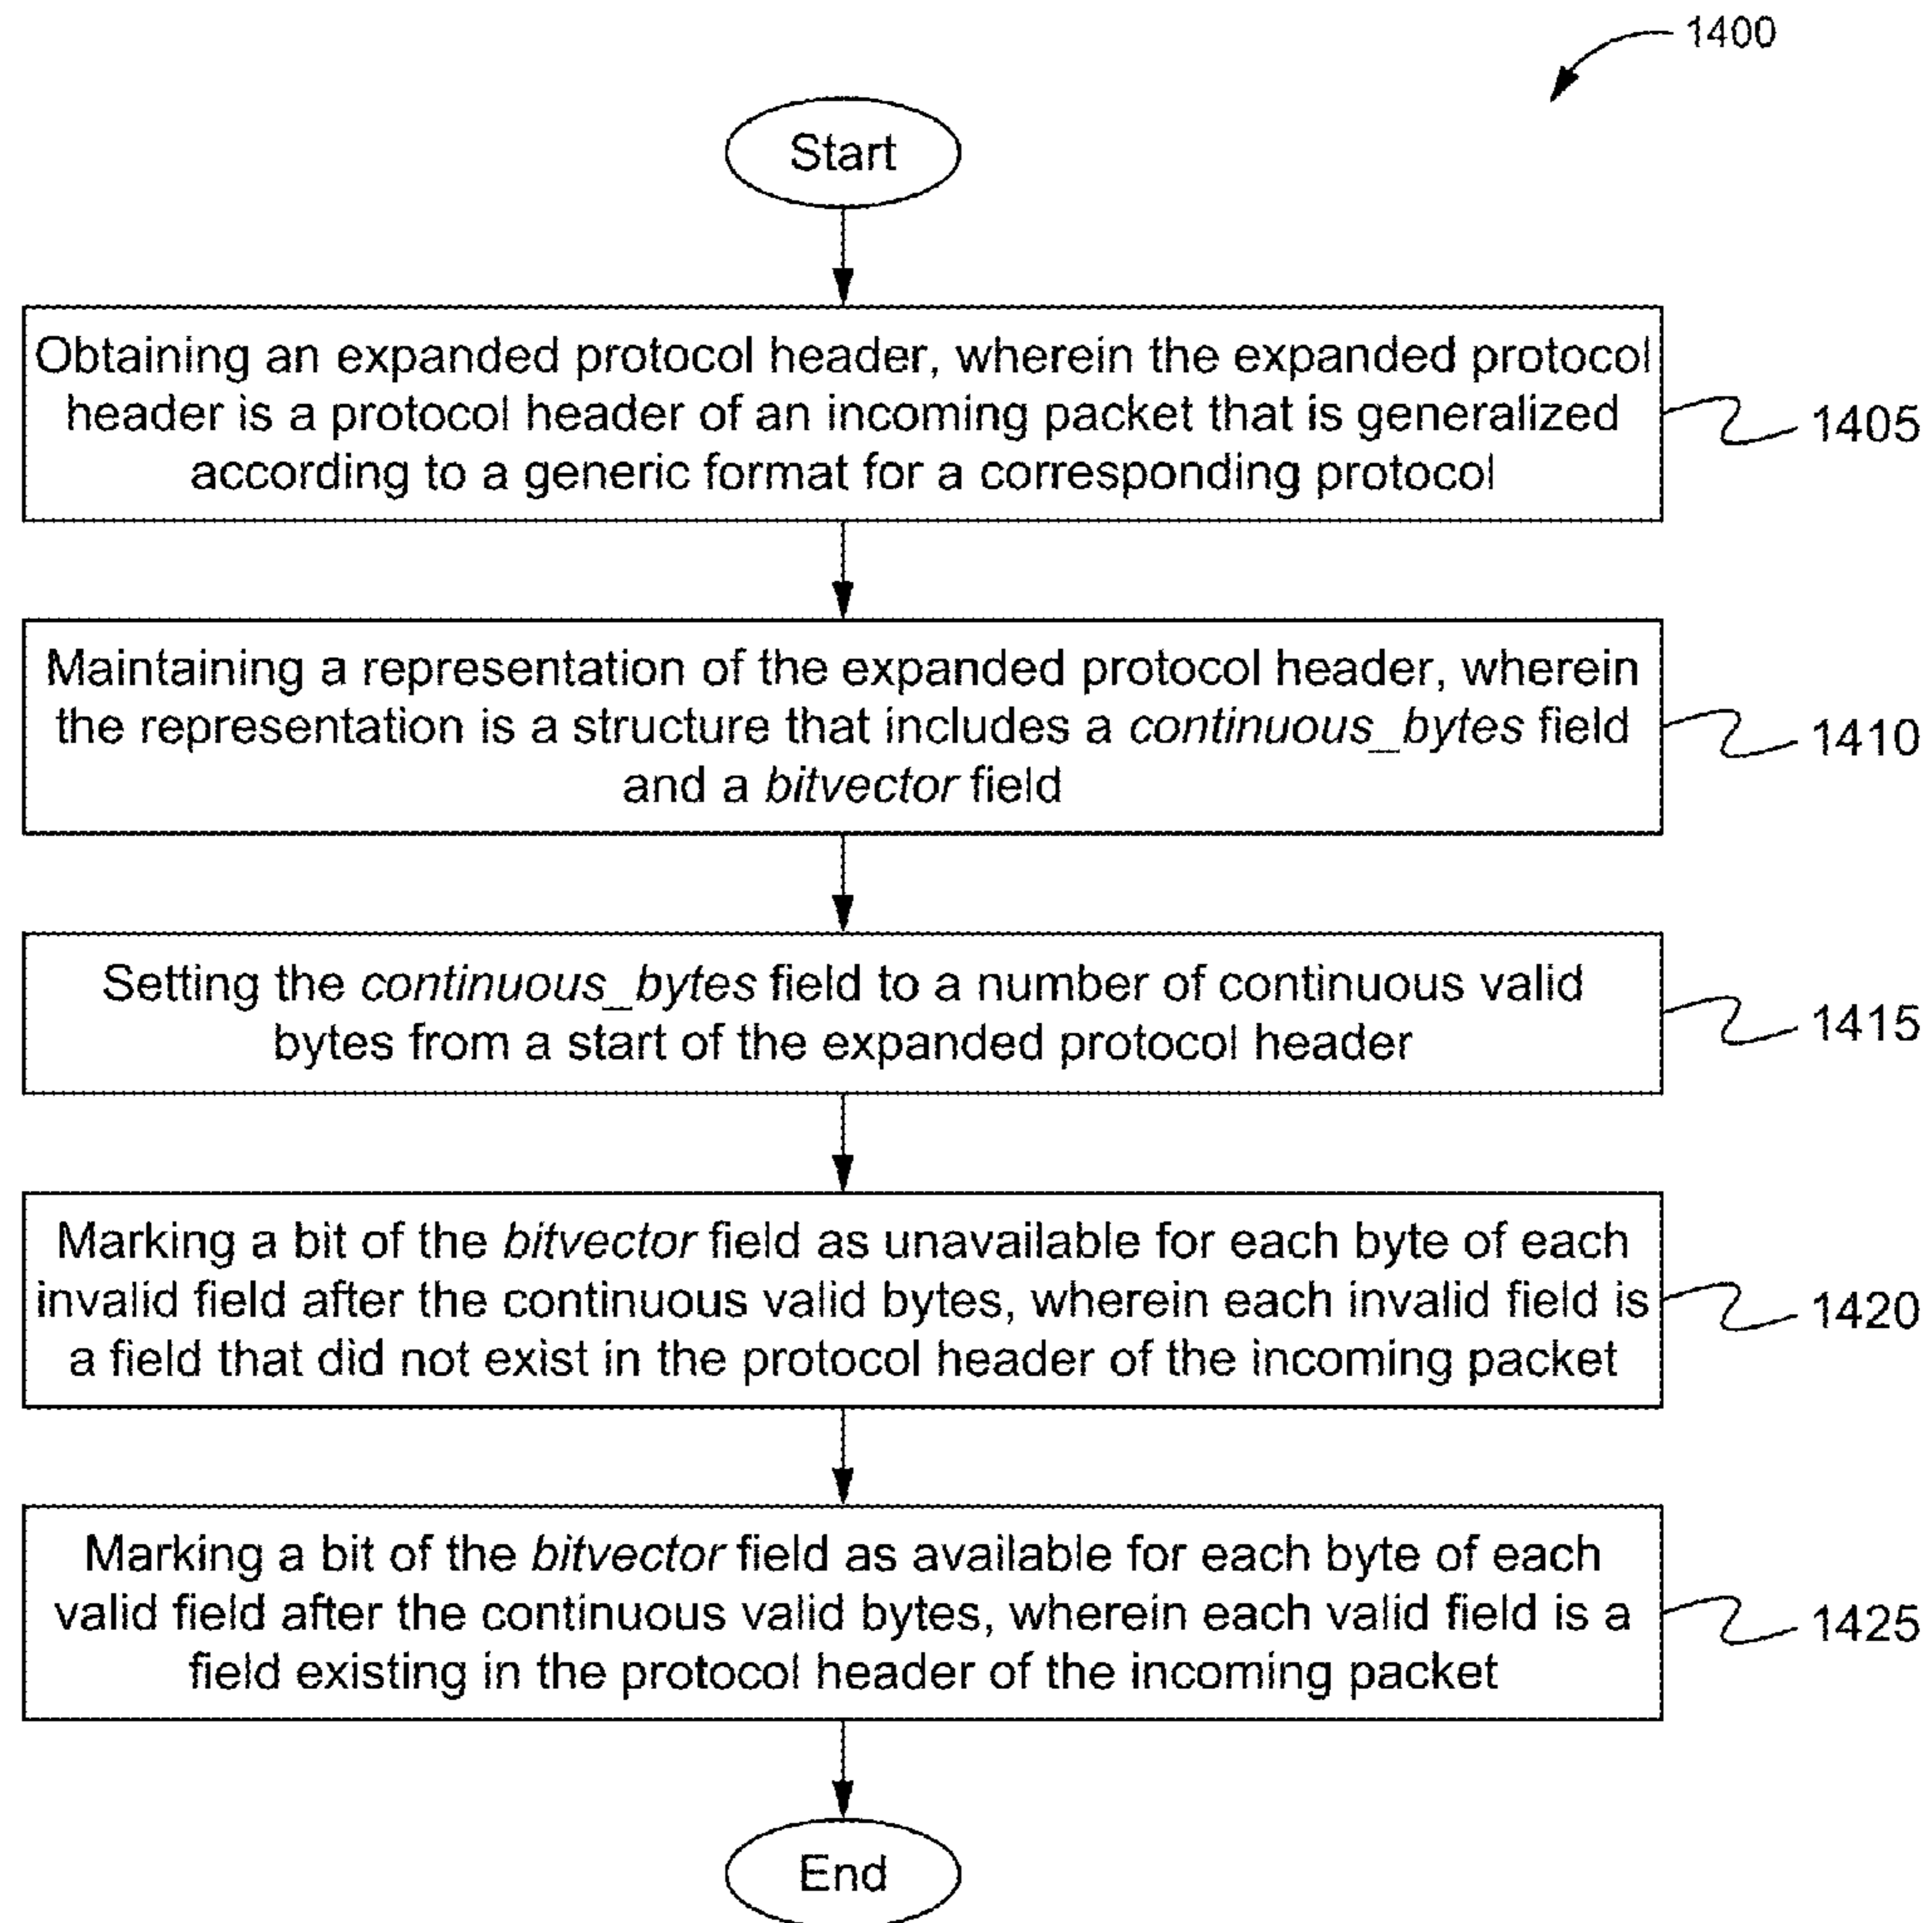 1400
Start
Obtaining an expanded protocol header, wherein the expanded protocol
header is a protocol header of an incoming packet that is generalized
according to a generic format for a corresponding protocol
1405
Maintaining a representation of the expanded protocol header, wherein
the representation is a structure that includes a continuous_bytes field
and a bitvector field
1410
Setting the continuous_bytes field to a number of continuous valid
bytes from a start of the expanded protocol header
1415
Marking a bit of the bitvector field as unavailable for each byte of each
invalid field after the continuous valid bytes, wherein each invalid field is
a field that did not exist in the protocol header of the incoming packet
1420
Marking a bit of the bitvector field as available for each byte of each
valid field after the continuous valid bytes, wherein each valid field is a
field existing in the protocol header of the incoming packet
1425
End